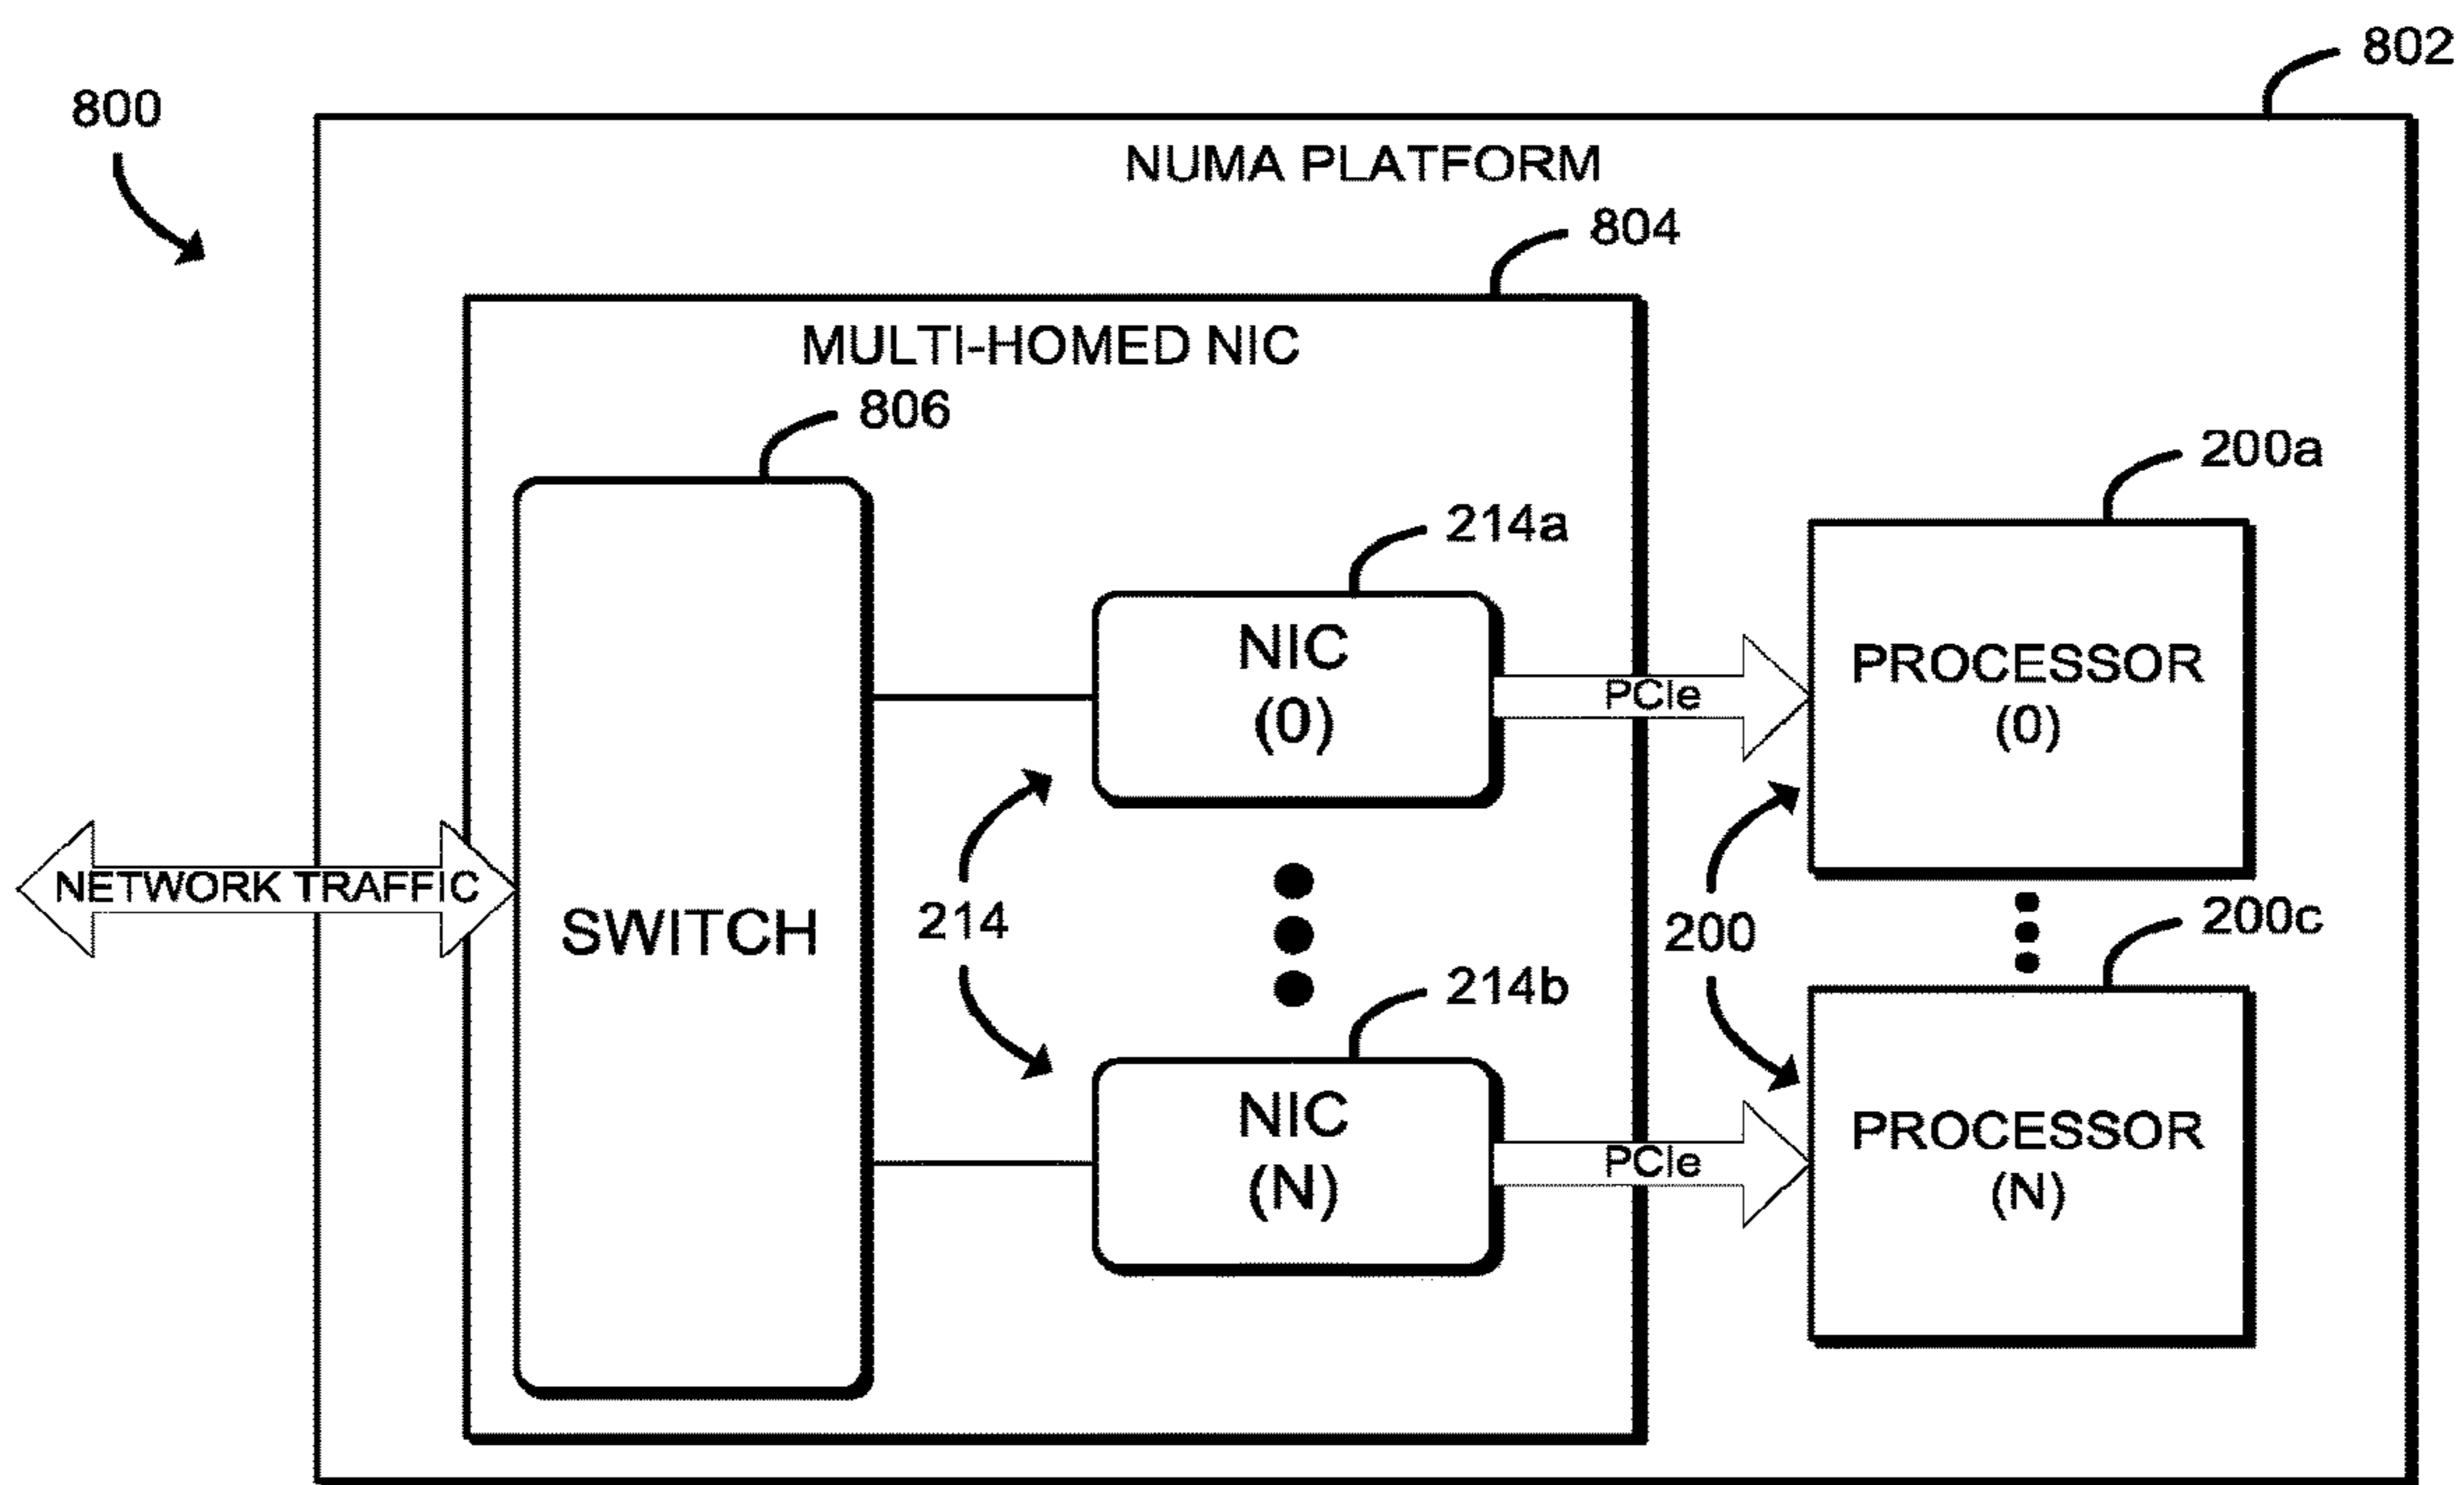 802
800
NUMA PLATFORM
804
MULTI-HOMED NIC
806
200a
214a
NIC
(0)
PCIe
PROCESSOR
(0)
NETWORK TRAFFIC
SWITCH
214
200
200c
214b
NIC
(N)
PCIe
PROCESSOR
(N)